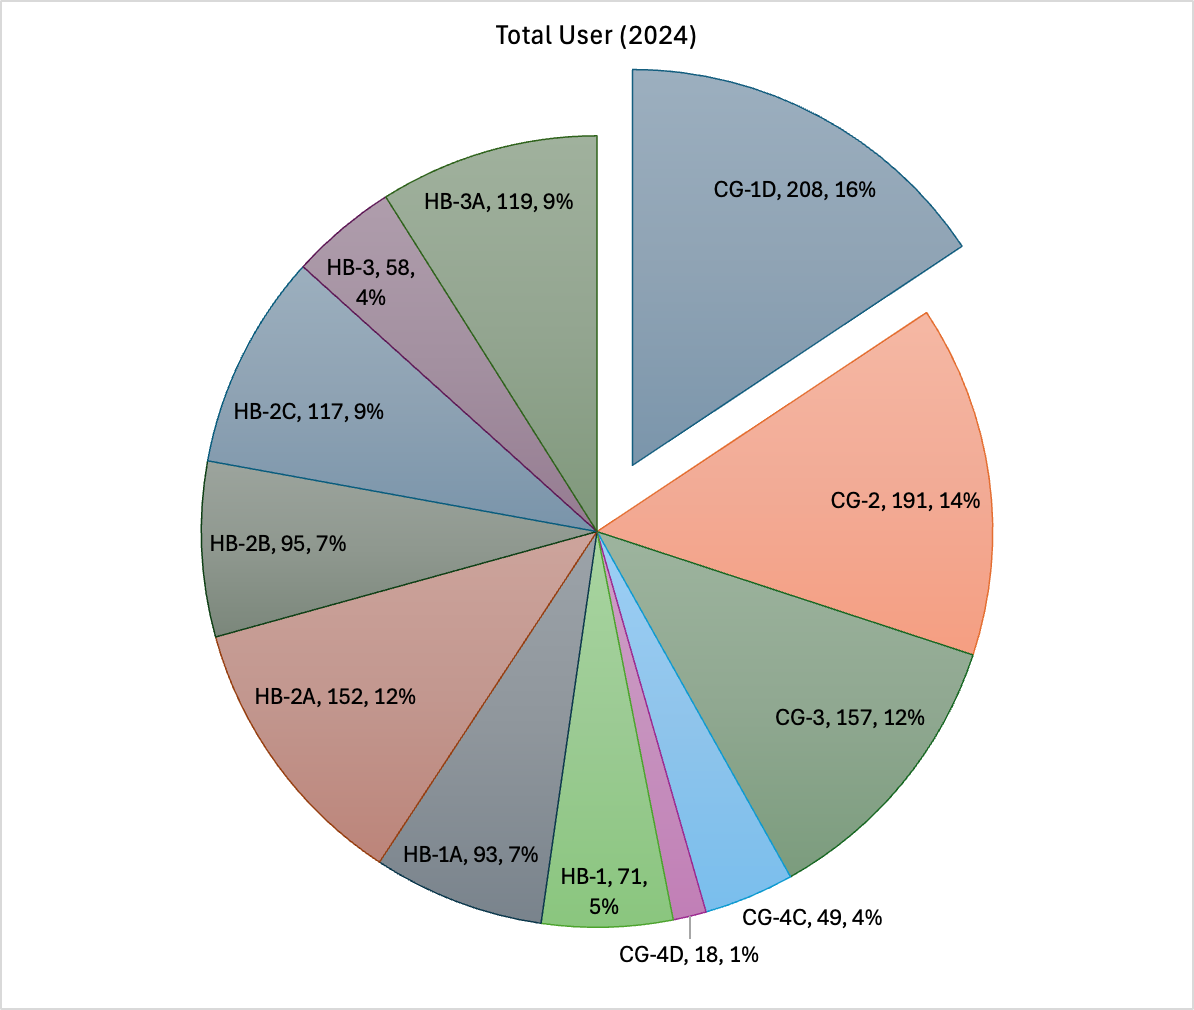 Total User (2024)
CG-1D, 208, 16%
CG-2, 191, 14%
CG-3, 157, 12%
CG-4C, 49, 4%
CG-4D, 18, 1%
HB-1, 71,
5%
HB-1A, 93, 7%
HB-2A, 152, 12%
HB-2B, 95, 7%
HB-2C, 117, 9%
HB-3, 58,
4%
HB-3A, 119, 9%